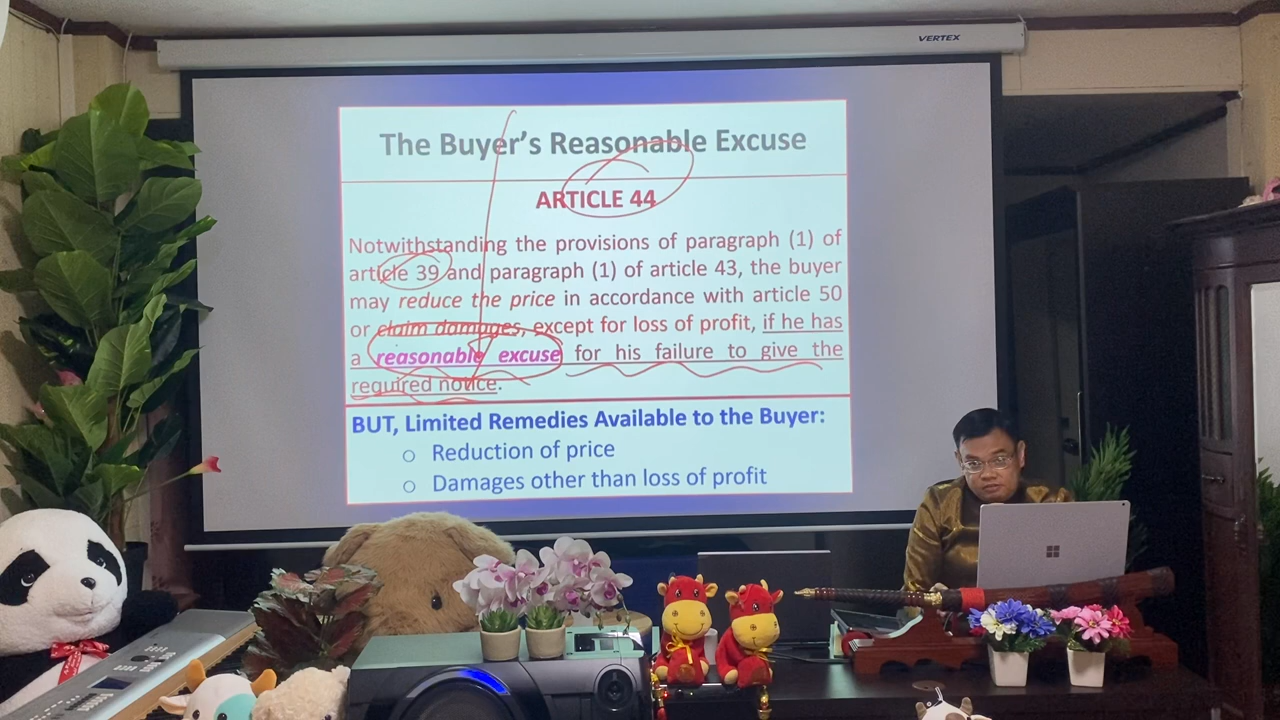 VERTEX
The Buyer's Reasonable Excuse
ARTICLE 44
Notwithstanding the provisions of paragraph (1) of
article 39 and paragraph (1) of article 43, the buyer
may reduce the price in accordance with article 50
or claim damages, except for loss of profit, if he has
a reasonable excuse for his failure to give the
required notice.
BUT, Limited Remedies Available to the Buyer:
○ Reduction of price
○ Damages other than loss of profit